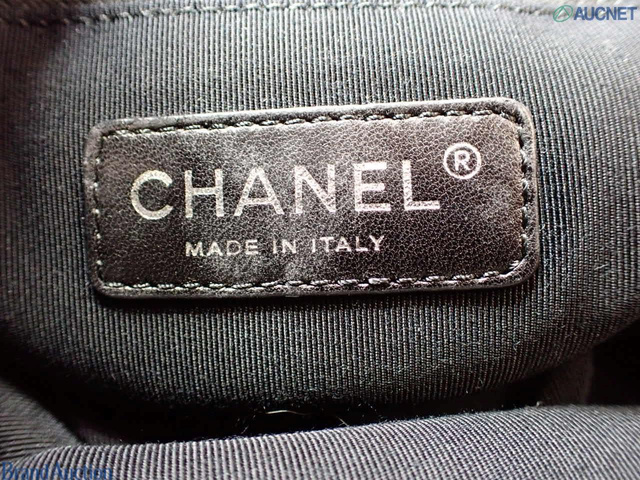 AUCNET
CHANEL®
MADE IN ITALY
Brand Auction